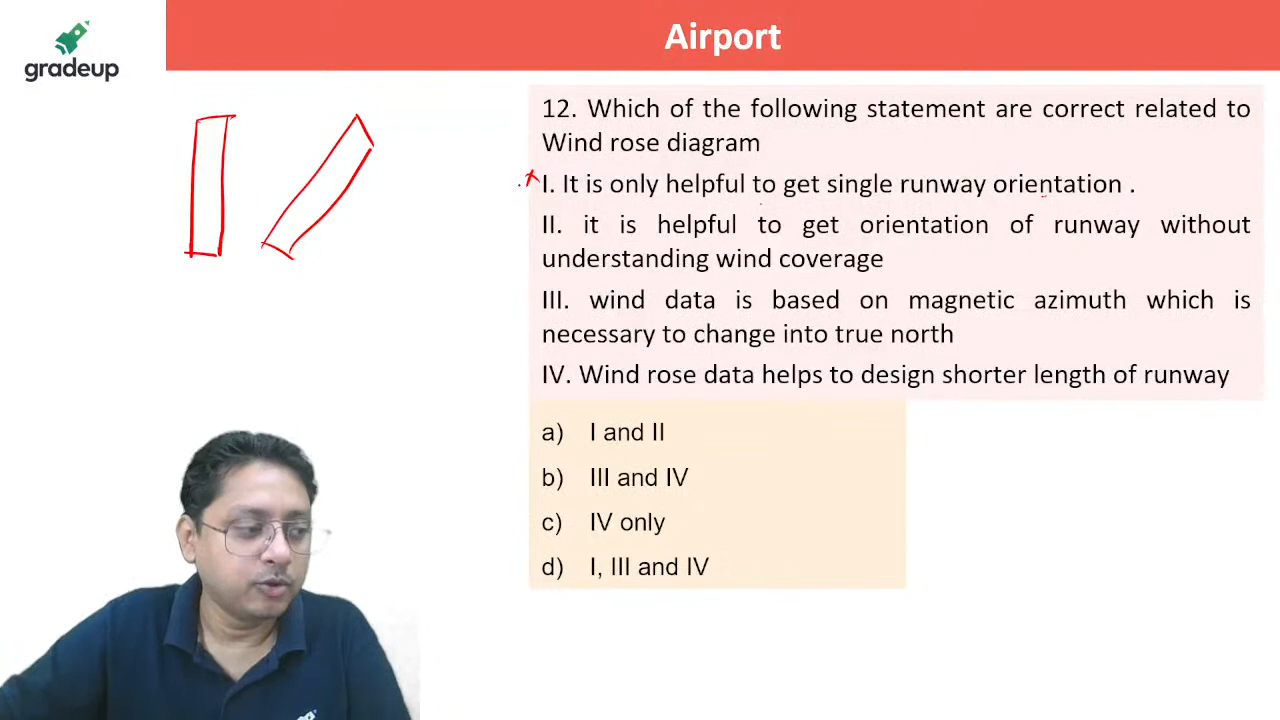 gradeup
Airport
12. Which of the following statement are correct related to
Wind rose diagram
I. It is only helpful to get single runway orientation .
II. it is helpful to get orientation of runway without
understanding wind coverage
III. wind data is based on magnetic azimuth which is
necessary to change into true north
IV. Wind rose data helps to design shorter length of runway
a) I and II
b) III and IV
c) IV only
d) I, III and IV